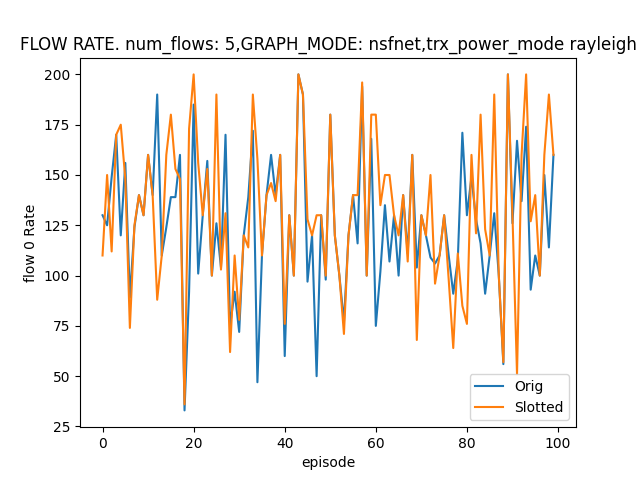 FLOW RATE. num_flows: 5,GRAPH_MODE: nsfnet,trx_power_mode rayleigh
200
175
150
125
100
75
50
25
flow 0 Rate
0 20 40 60 80 100
episode
Orig
Slotted